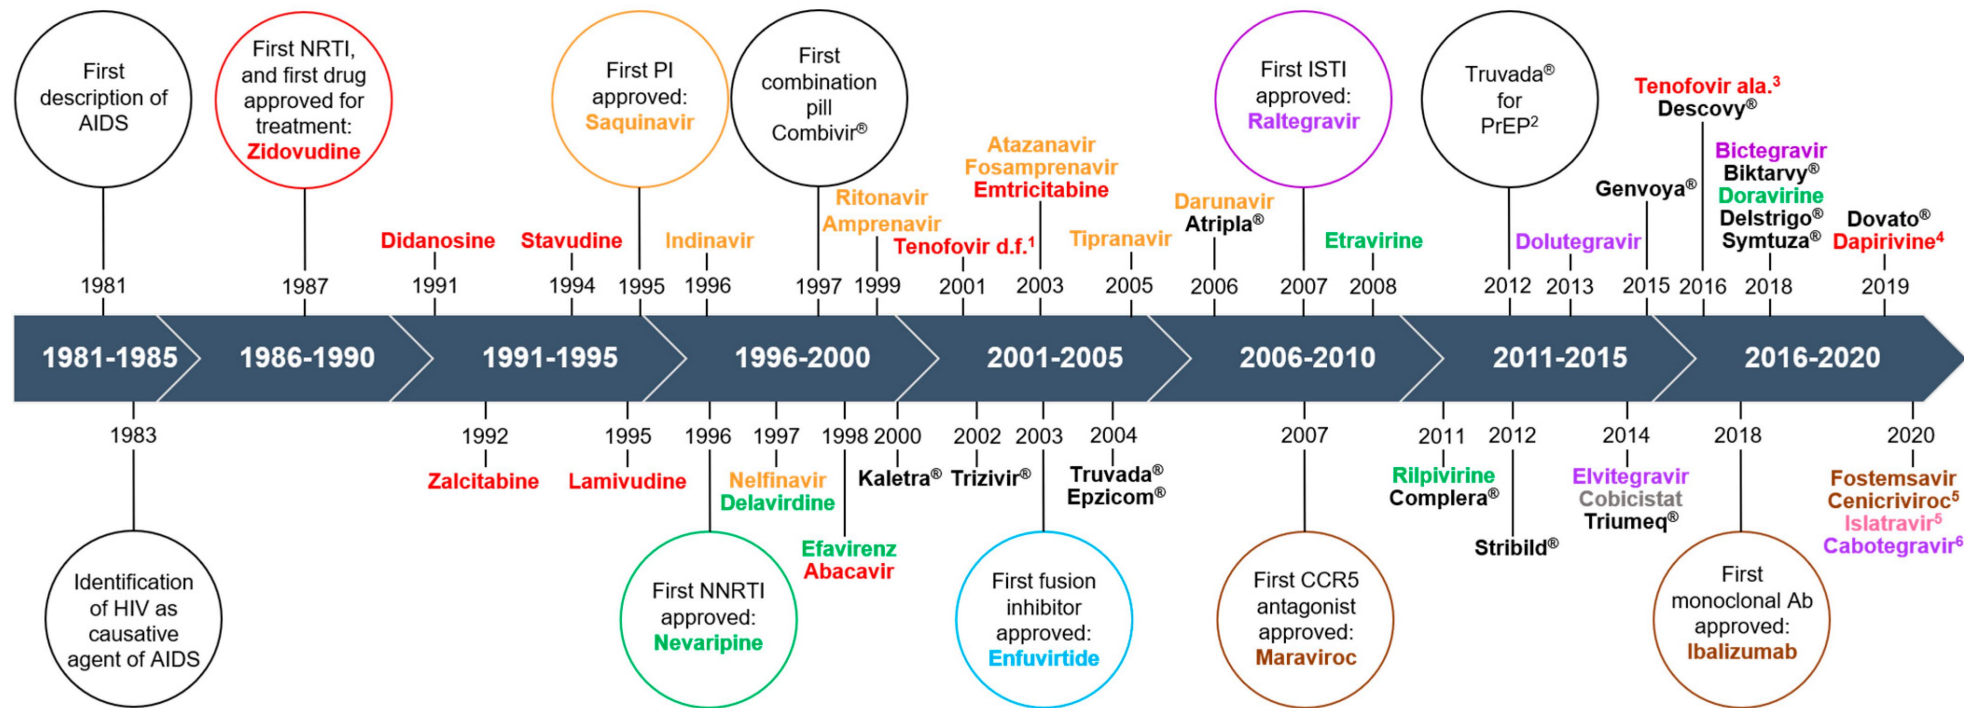 First
description of
AIDS
1981
First NRTI,
and first drug
approved for
treatment:
Zidovudine
1987
Didanosine
1991
Stavudine
1994
First PI
approved:
Saquinavir
1995
Indinavir
1996
First
combination
pill
Combivir®
1997
Ritonavir
Amprenavir
1999
Tenofovir d.f.¹
2001
Atazanavir
Fosamprenavir
Emtricitabine
2003
Tipranavir
2005
Darunavir
Atripla®
2006
First ISTI
approved:
Raltegravir
2007
Etravirine
2008
Truvada®
for
PrEP²
2012
Dolutegravir
2013
Genvoya®
2015
Tenofovir ala.³
Descovy®
2016
Bictegravir
Biktarvy®
Doravirine
Delstrigo®
Symtuza®
2018
Dovato®
Dapirivine⁴
2019
1981-1985
1986-1990
1991-1995
1996-2000
2001-2005
2006-2010
2011-2015
2016-2020
1983
Identification
of HIV as
causative
agent of AIDS
1992
Zalcitabine
1995
Lamivudine
1996
First NNRTI
approved:
Nevaripine
1997
Nelfinavir
Delavirdine
1998
Efavirenz
Abacavir
2000
Kaletra®
2002
Trizivir®
2003
First fusion
inhibitor
approved:
Enfuvirtide
2004
Truvada®
Epzicom®
2007
First CCR5
antagonist
approved:
Maraviroc
2011
Rilpivirine
Complera®
2012
Stribild®
2014
Elvitegravir
Cobicistat
Triumeq®
2018
First
monoclonal Ab
approved:
Ibalizumab
2020
Fostemsavir
Cenicriviroc⁵
Islatravir⁵
Cabotegravir⁶